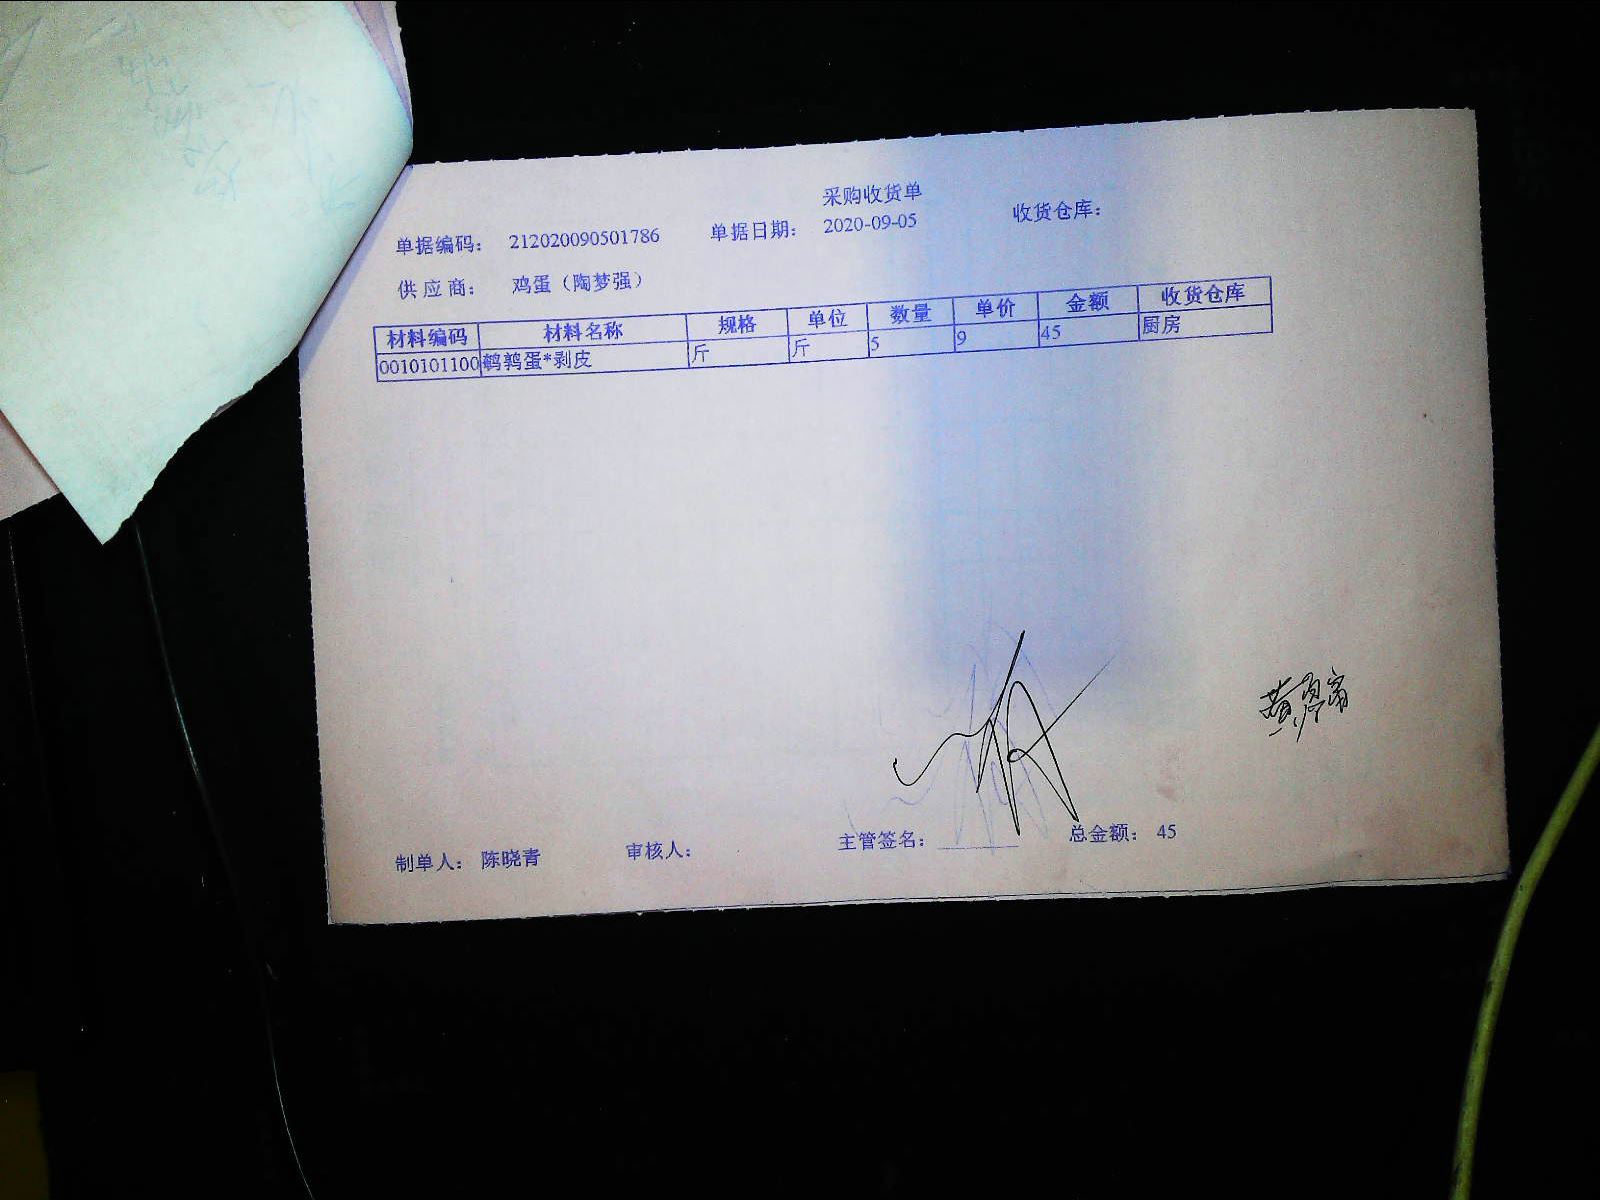 采购收货单
单据编码： 212020090501786 单据日期： 2020-09-05 收货仓库：
供 应 商： 鸡蛋（陶梦强）
材料编码 材料名称 规格 单位 数量 单价 金额 收货仓库
0010101100 鹌鹑蛋*剥皮 斤 斤 5 9 45 厨房
制单人： 陈晓青 审核人： 主管签名： 总金额： 45